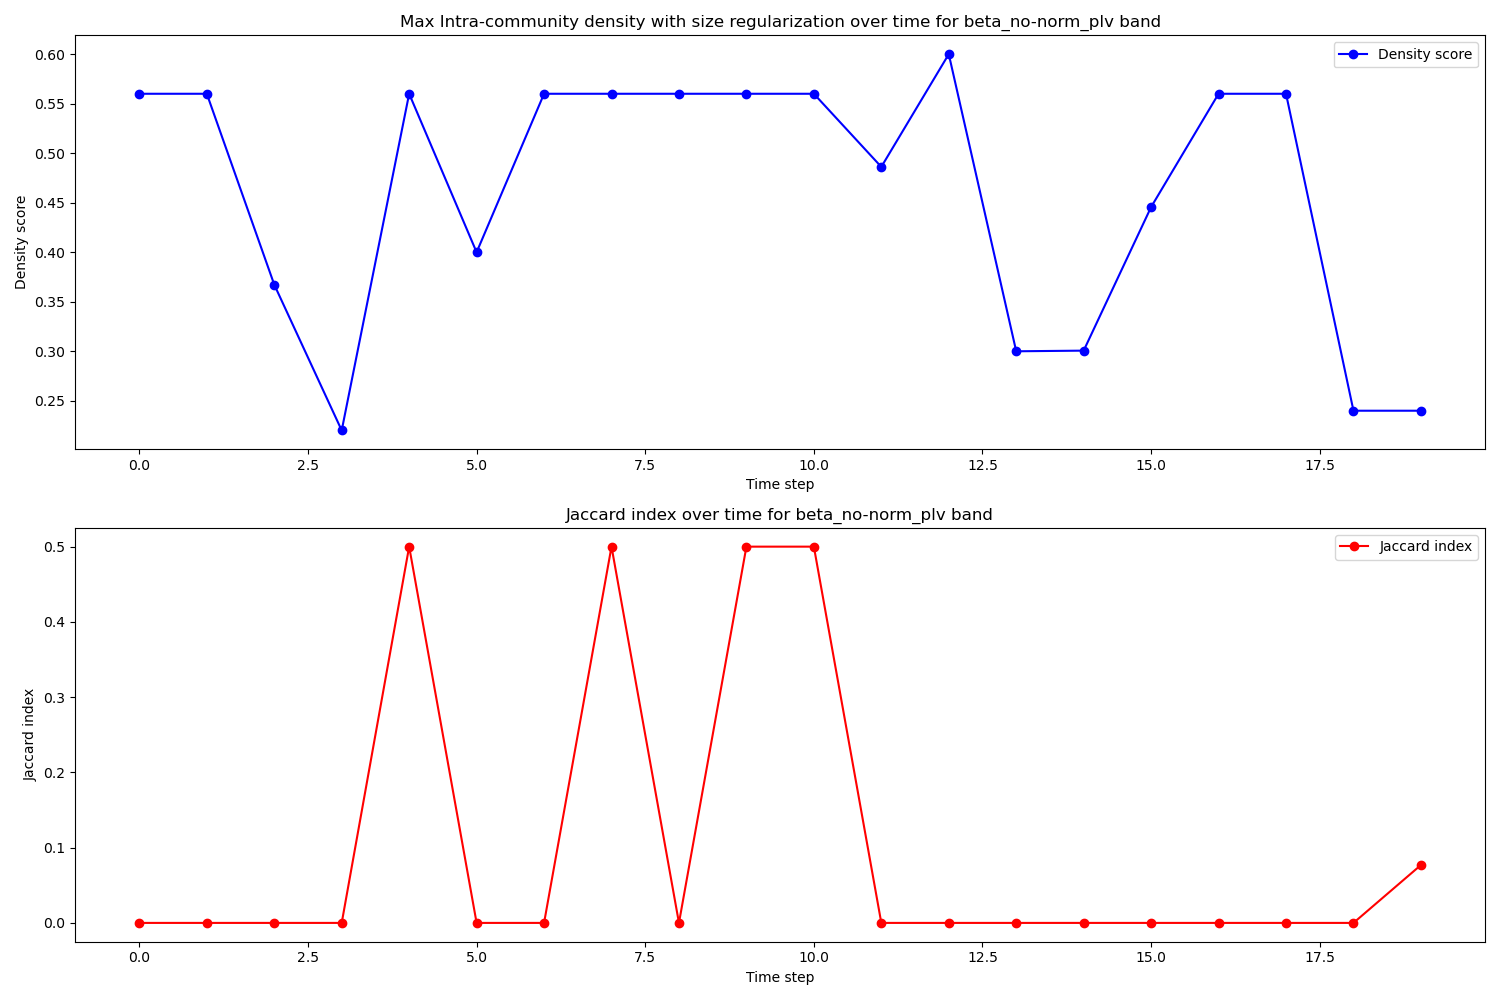 Max Intra-community density with size regularization over time for beta_no-norm_plv band
Density score
0.60
0.55
0.50
0.45
0.40
0.35
0.30
0.25
Density score
0.0 2.5 5.0 7.5 10.0 12.5 15.0 17.5
Time step
Jaccard index over time for beta_no-norm_plv band
Jaccard index
0.5
0.4
0.3
0.2
0.1
0.0
Jaccard index
0.0 2.5 5.0 7.5 10.0 12.5 15.0 17.5
Time step